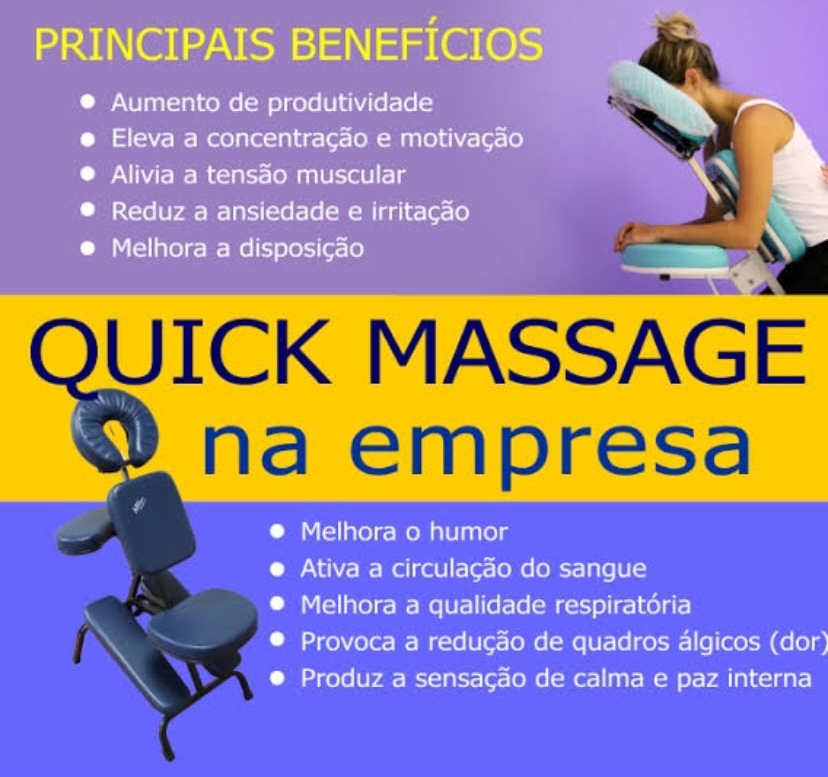 PRINCIPAIS BENEFÍCIOS
Aumento de produtividade
Eleva a concentração e motivação
Alivia a tensão muscular
Reduz a ansiedade e irritação
Melhora a disposição
QUICK MASSAGE
na empresa
Melhora o humor
Ativa a circulação do sangue
Melhora a qualidade respiratória
Provoca a redução de quadros álgicos (dor)
Produz a sensação de calma e paz interna